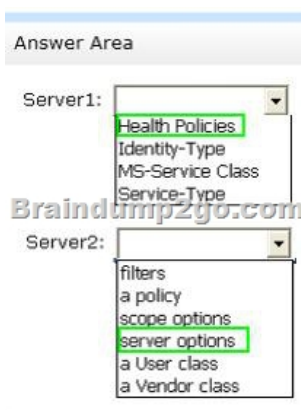 Answer Area
Server1:
Health Policies
Identity-Type
MS-Service Class
Service-Type
Braindump2go.com
Server2:
filters
a policy
scope options
server options
a User class
a Vendor class